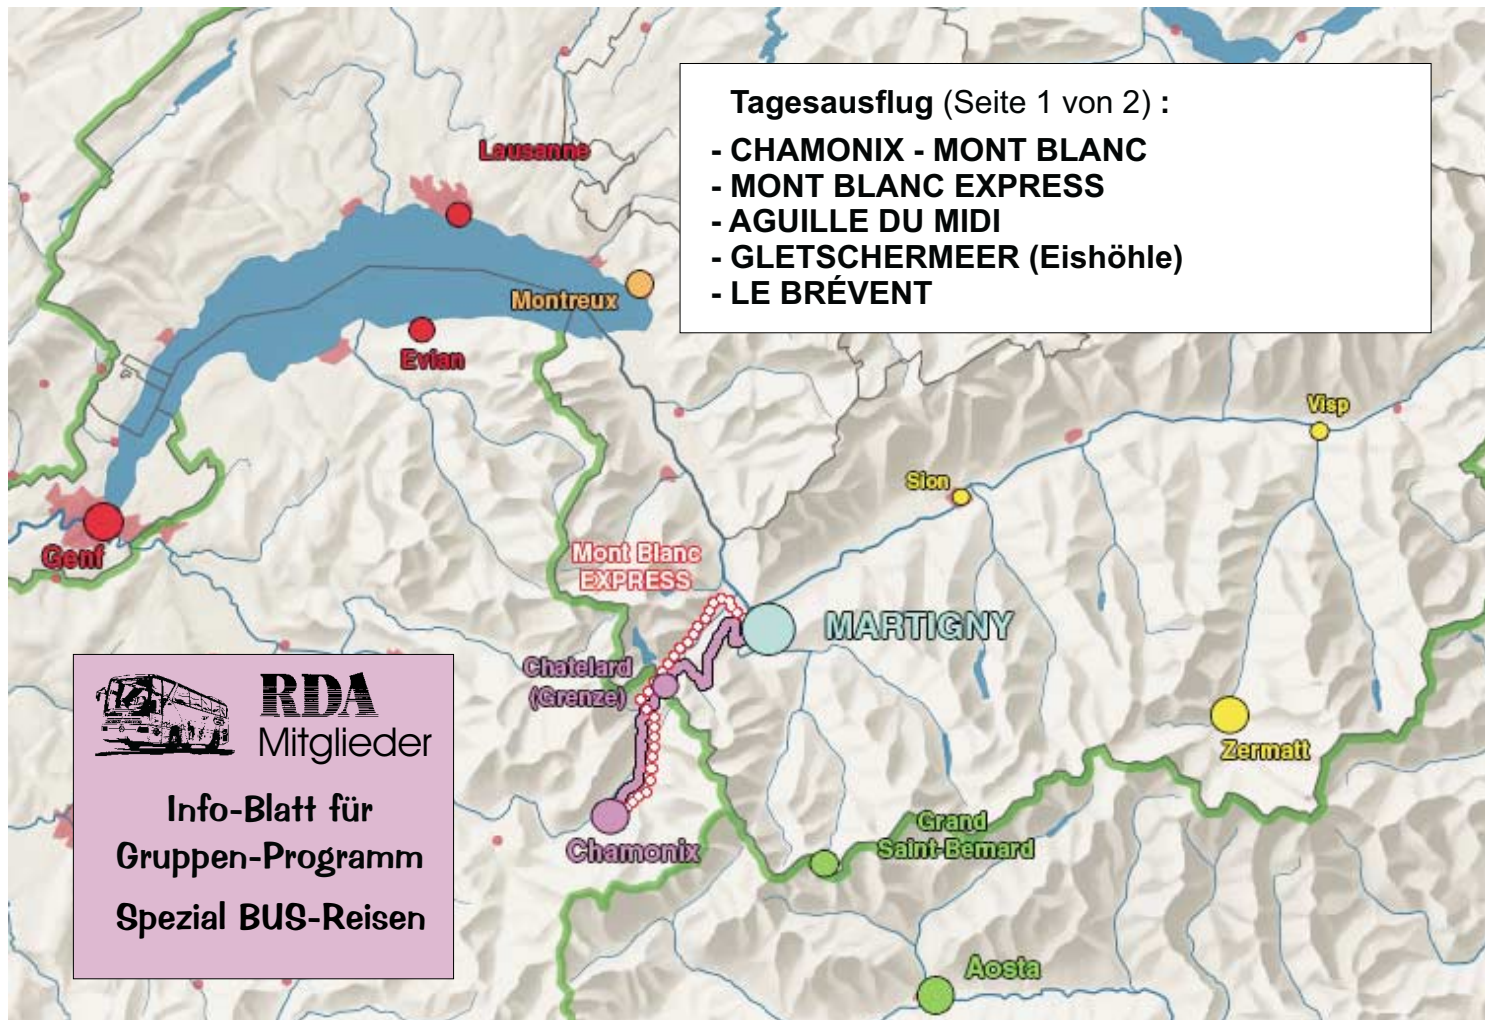 Tagesausflug (Seite 1 von 2) :
- CHAMONIX - MONT BLANC
- MONT BLANC EXPRESS
- AGUILLE DU MIDI
- GLETSCHERMEER (Eishöhle)
- LE BRÉVENT
Lausanne
Montreux
Evian
Genf
Visp
Sion
Mont Blanc
EXPRESS
MARTIGNY
Chatelard
(Grenze)
Zermatt
Chamonix
Grand
Saint-Bernard
Aosta
RDA
Mitglieder
Info-Blatt für
Gruppen-Programm
Spezial BUS-Reisen